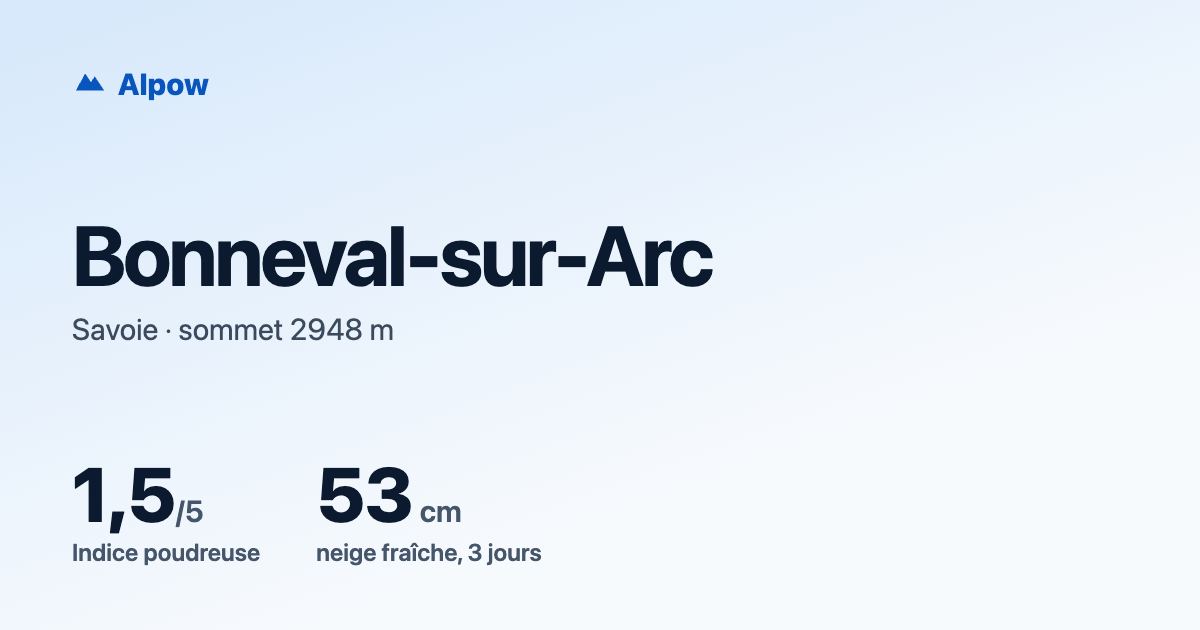 Alpow
Bonneval-sur-Arc
Savoie · sommet 2948 m
1,5/5
53 cm
Indice poudreuse
neige fraîche, 3 jours